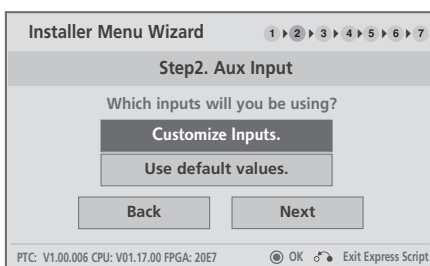 Installer Menu Wizard 1 2 3 4 5 6 7
Step2. Aux Input
Which inputs will you be using?
Customize Inputs.
Use default values.
Back Next
PTC: V1.00.006 CPU: V01.17.00 FPGA: 20E7 OK Exit Express Script